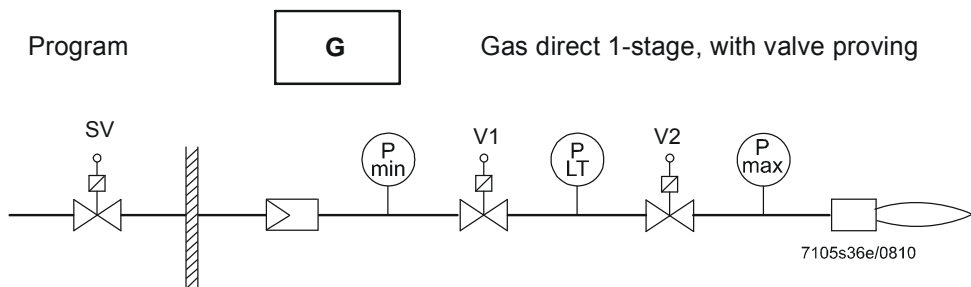 Program G Gas direct 1-stage, with valve proving
SV
P min
V1
P LT
V2
P max
7105s36e/0810